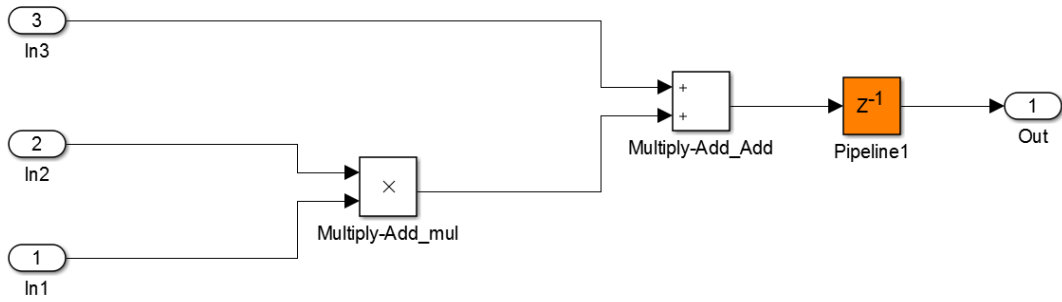 3
In3
+
+
Multiply-Add_Add
Z-1
Pipeline1
1
Out
2
In2
×
Multiply-Add_mul
1
In1